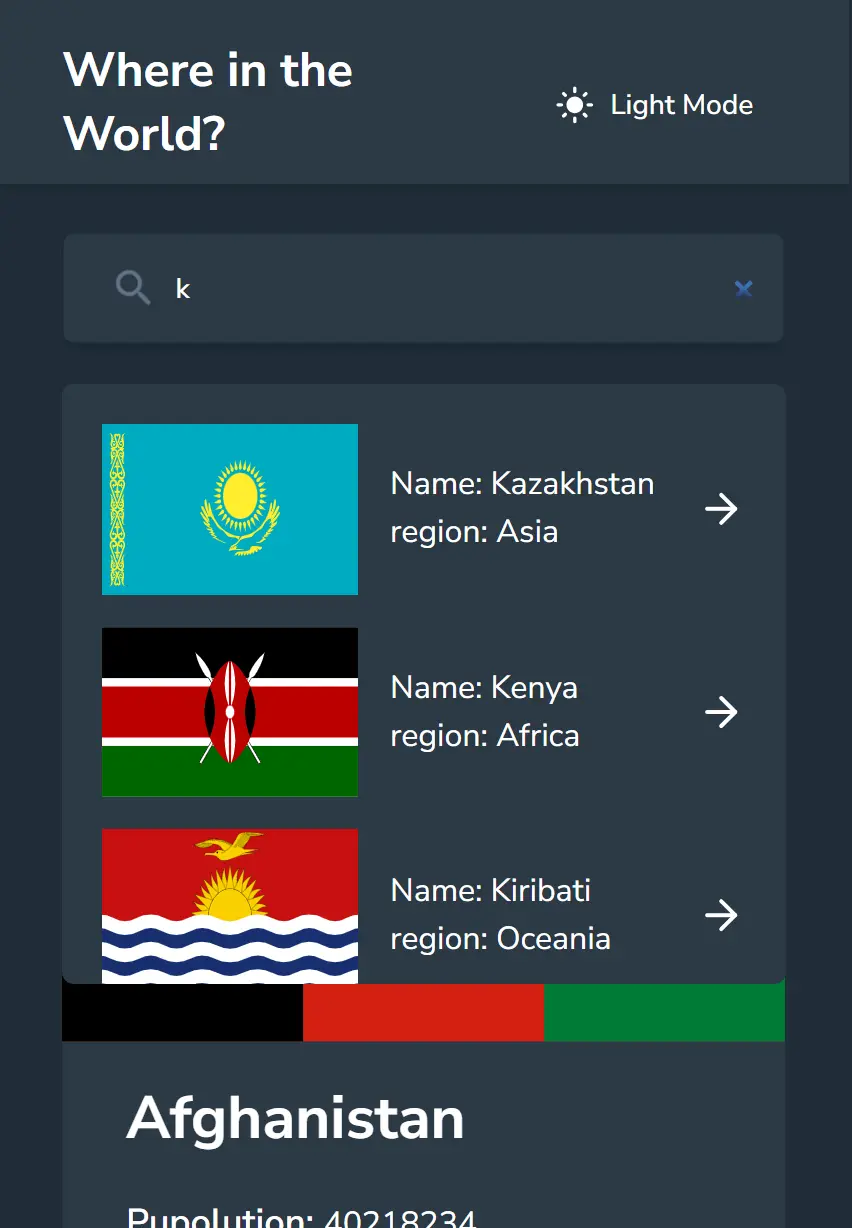 Where in the
World?
Light Mode
k
Name: Kazakhstan
region: Asia
Name: Kenya
region: Africa
Name: Kiribati
region: Oceania
Afghanistan
Pupolution: 40218234